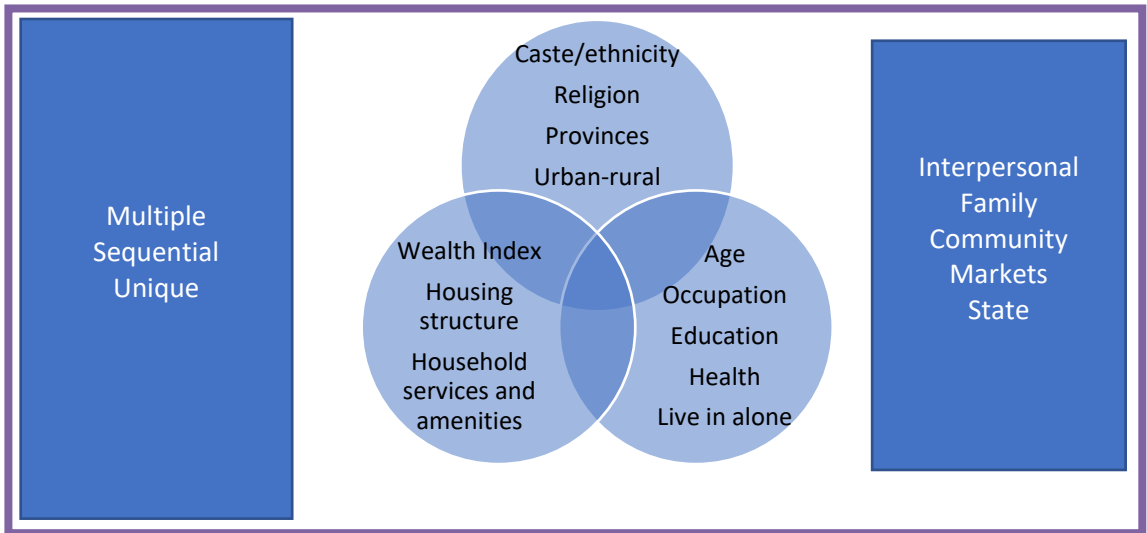 Multiple
Sequential
Unique
Caste/ethnicity
Religion
Provinces
Urban-rural
Wealth Index
Housing
structure
Household
services and
amenities
Age
Occupation
Education
Health
Live in alone
Interpersonal
Family
Community
Markets
State